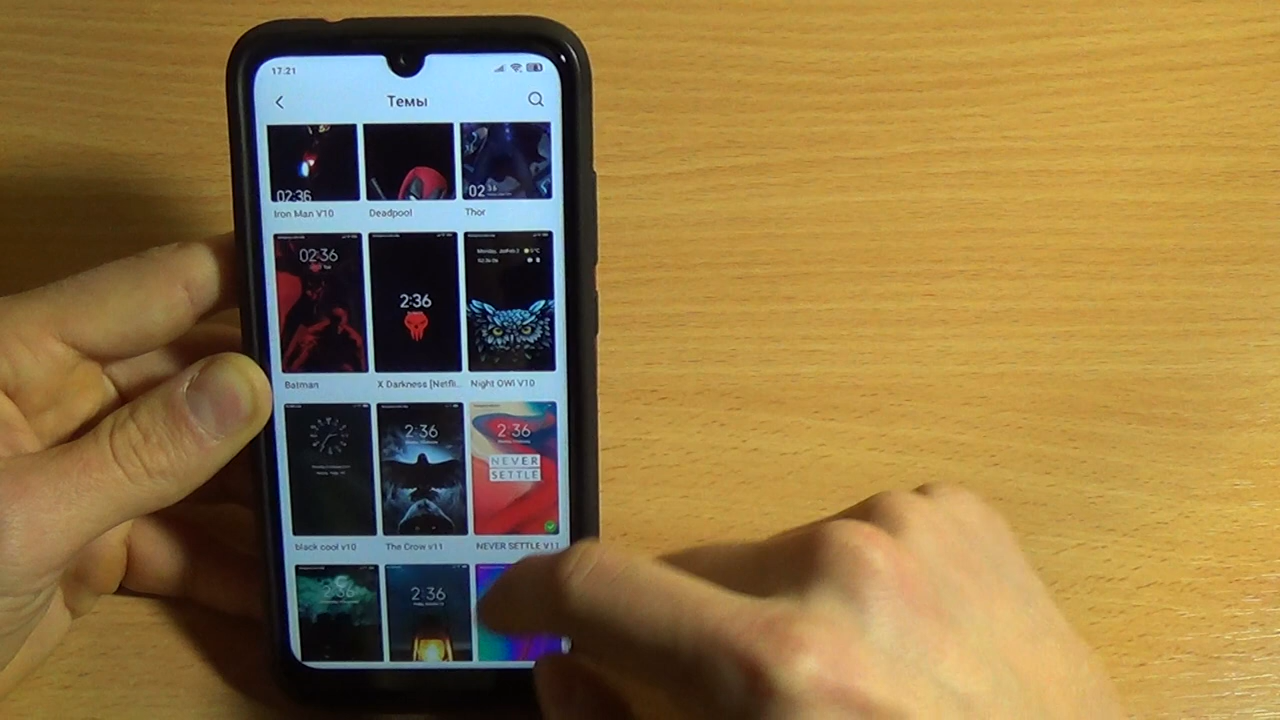 17:21
Темы
02:36
02 36
Iron Man V10
Deadpool
Thor
02:36
2:36
Batman
X Darkness [Netfli...
Night OWl V10
2:36
2:36
NEVER
SETTLE
black cool v10
The Crow v11
NEVER SETTLE V11
2:36
2:36